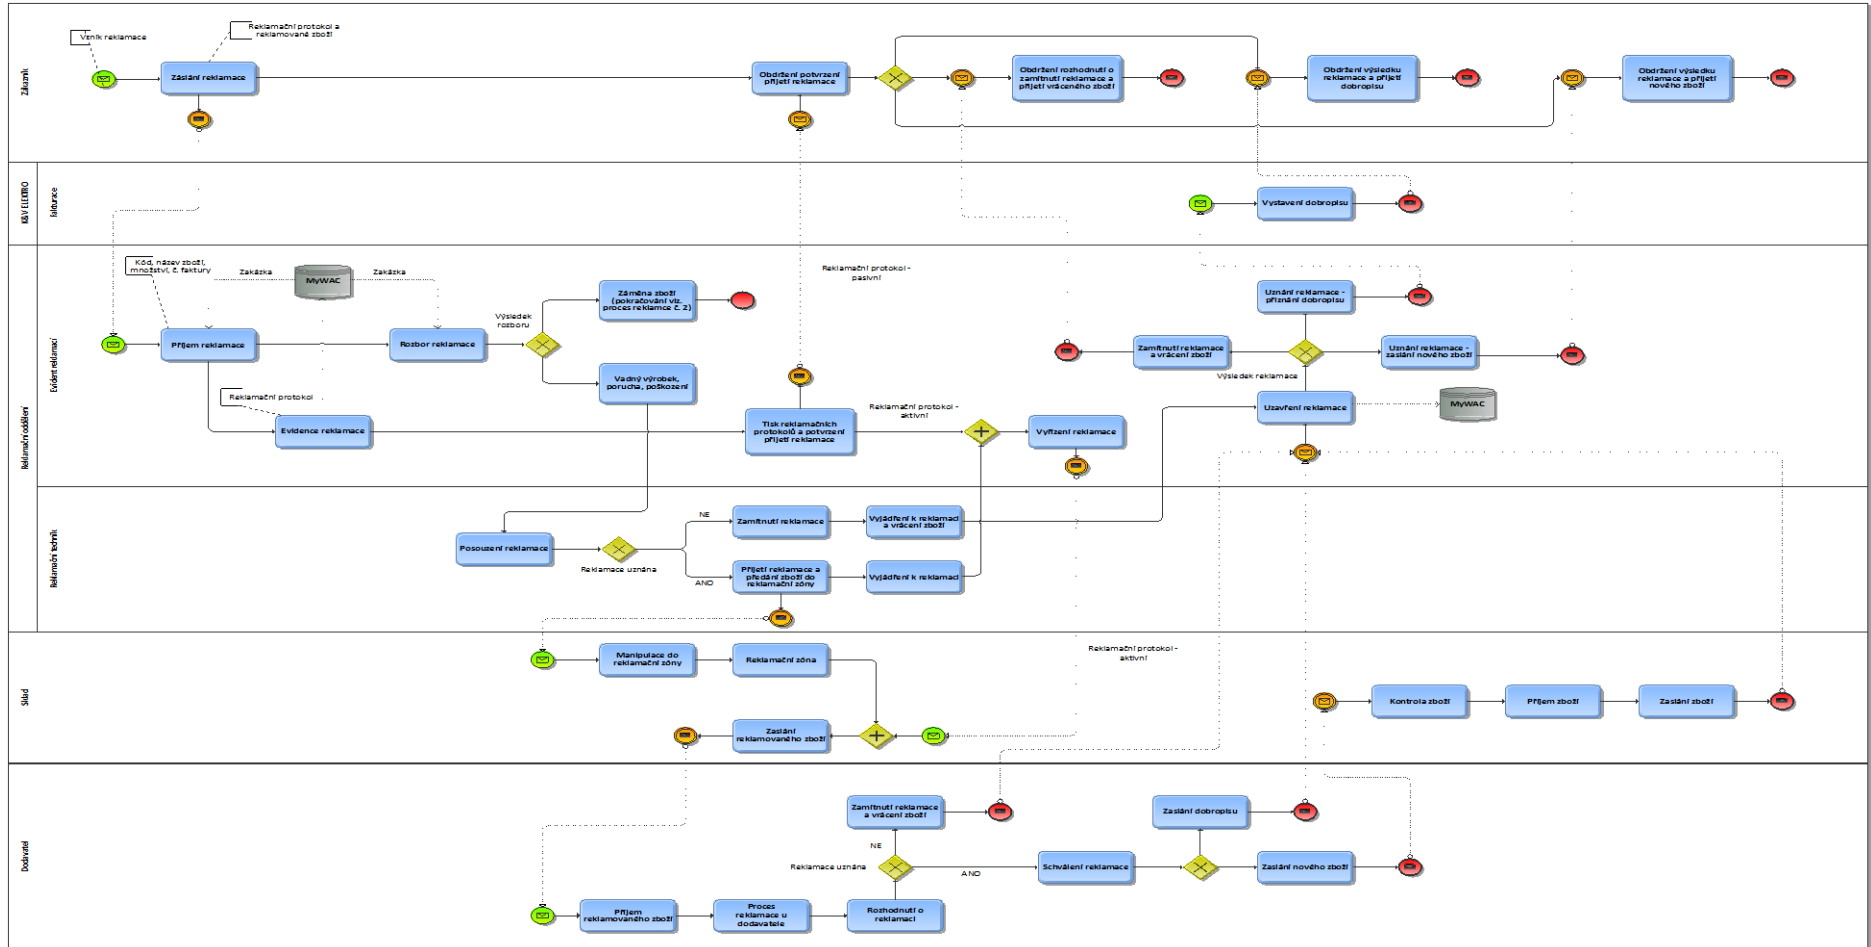 Zákazník
Vznik reklamace
Reklamační protokol a
reklamované zboží
Zaslání reklamace
Obdržení potvrzení
přijetí reklamace
Obdržení rozhodnutí o
zamítnutí reklamace a
přijetí vráceného zboží
Obdržení výsledku
reklamace a přijetí
dobropisu
Obdržení výsledku
reklamace a přijetí
nového zboží
K&V ELEKTRO
Fakturace
Vystavení dobropisu
Reklamační oddělení
Evident reklamací
Kód, název zboží,
množství, č. faktury
Zakázka
MyWAC
Zakázka
Příjem reklamace
Rozbor reklamace
Výsledek
rozboru
Záměna zboží
(pokračování viz.
proces reklamce č. 2)
Vadný výrobek,
porucha, poškození
Reklamační protokol
Evidence reklamace
Reklamační protokol -
pasivní
Tisk reklamačních
protokolů a potvrzení
přijetí reklamace
Reklamační protokol -
aktivní
Vyřízení reklamace
Uznání reklamace -
přiznání dobropisu
Zamítnutí reklamace
a vrácení zboží
Uznání reklamace -
zaslání nového zboží
Výsledek reklamace
Uzavření reklamace
MyWAC
Reklamační technik
Posouzení reklamace
Reklamace uznána
NE
Zamítnutí reklamace
Vyjádření k reklamaci
a vrácení zboží
ANO
Přijetí reklamace a
předání zboží do
reklamační zóny
Vyjádření k reklamaci
Sklad
Manipulace do
reklamační zóny
Reklamační zóna
Zaslání
reklamovaného zboží
Reklamační protokol -
aktivní
Kontrola zboží
Příjem zboží
Zaslání zboží
Dodavatel
Zamítnutí reklamace
a vrácení zboží
NE
Reklamace uznána
ANO
Schválení reklamace
Zaslání dobropisu
Zaslání nového zboží
Příjem
reklamovaného zboží
Proces
reklamace u
dodavatele
Rozhodnutí o
reklamaci